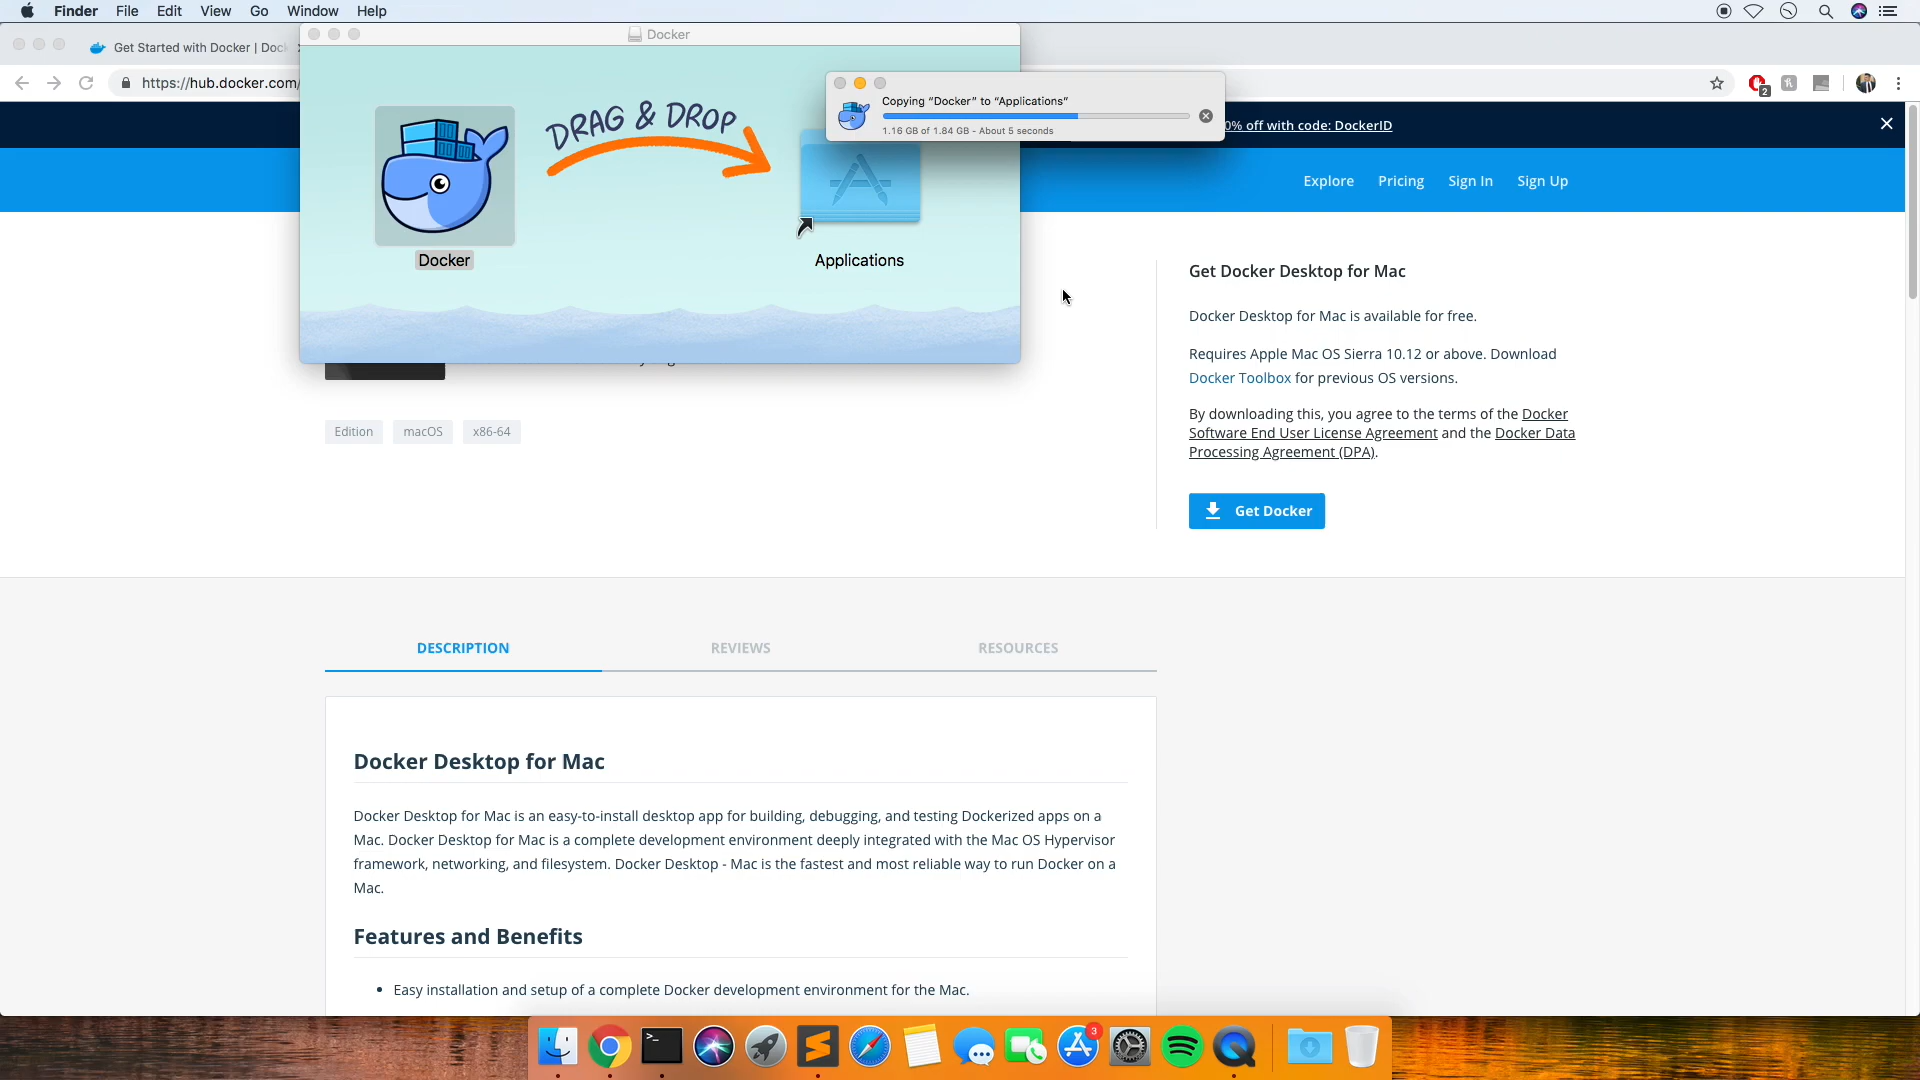 Finder File Edit View Go Window Help
Get Started with Docker | Dock
Docker
https://hub.docker.com/
2
DRAG & DROP
Copying “Docker” to “Applications”
1.16 GB of 1.84 GB - About 5 seconds
0% off with code: DockerID
Explore Pricing Sign In Sign Up
Docker
Applications
Get Docker Desktop for Mac
Docker Desktop for Mac is available for free.
Requires Apple Mac OS Sierra 10.12 or above. Download
Docker Toolbox for previous OS versions.
By downloading this, you agree to the terms of the Docker
Software End User License Agreement and the Docker Data
Processing Agreement (DPA).
Get Docker
Edition macOS x86-64
DESCRIPTION REVIEWS RESOURCES
Docker Desktop for Mac
Docker Desktop for Mac is an easy-to-install desktop app for building, debugging, and testing Dockerized apps on a
Mac. Docker Desktop for Mac is a complete development environment deeply integrated with the Mac OS Hypervisor
framework, networking, and filesystem. Docker Desktop - Mac is the fastest and most reliable way to run Docker on a
Mac.
Features and Benefits
• Easy installation and setup of a complete Docker development environment for the Mac.
3